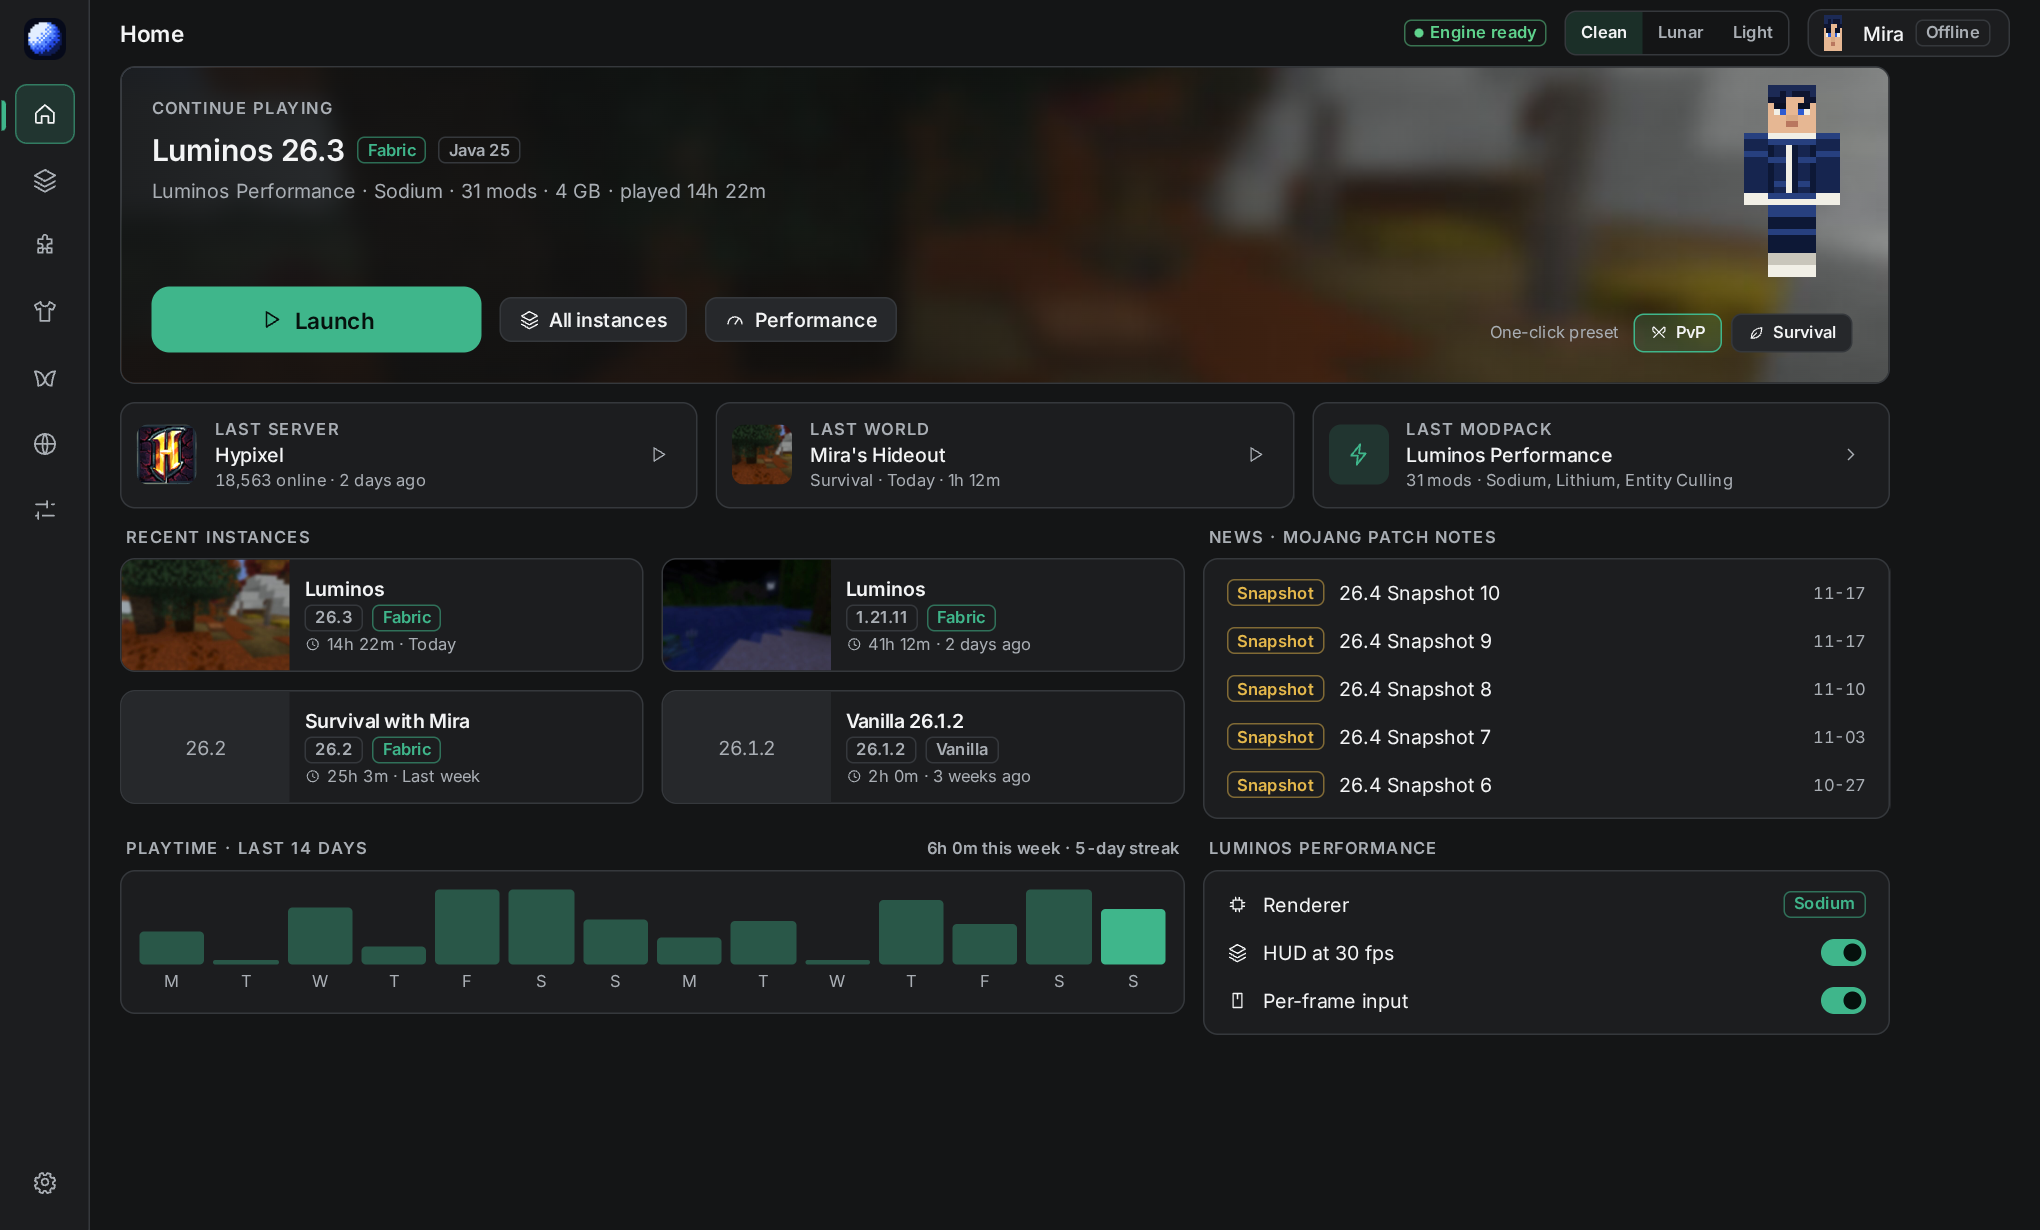 Home
Engine ready
Clean Lunar Light
Mira Offline
CONTINUE PLAYING
Luminos 26.3 Fabric Java 25
Luminos Performance · Sodium · 31 mods · 4 GB · played 14h 22m
Launch
All instances
Performance
One-click preset PvP Survival
LAST SERVER
Hypixel
18,563 online · 2 days ago
LAST WORLD
Mira's Hideout
Survival · Today · 1h 12m
LAST MODPACK
Luminos Performance
31 mods · Sodium, Lithium, Entity Culling
RECENT INSTANCES
Luminos
26.3 Fabric
14h 22m · Today
Luminos
1.21.11 Fabric
41h 12m · 2 days ago
26.2
Survival with Mira
26.2 Fabric
25h 3m · Last week
26.1.2
Vanilla 26.1.2
26.1.2 Vanilla
2h 0m · 3 weeks ago
NEWS · MOJANG PATCH NOTES
Snapshot 26.4 Snapshot 10 11-17
Snapshot 26.4 Snapshot 9 11-17
Snapshot 26.4 Snapshot 8 11-10
Snapshot 26.4 Snapshot 7 11-03
Snapshot 26.4 Snapshot 6 10-27
PLAYTIME · LAST 14 DAYS
6h 0m this week · 5-day streak
M T W T F S S M T W T F S S
LUMINOS PERFORMANCE
Renderer Sodium
HUD at 30 fps
Per-frame input